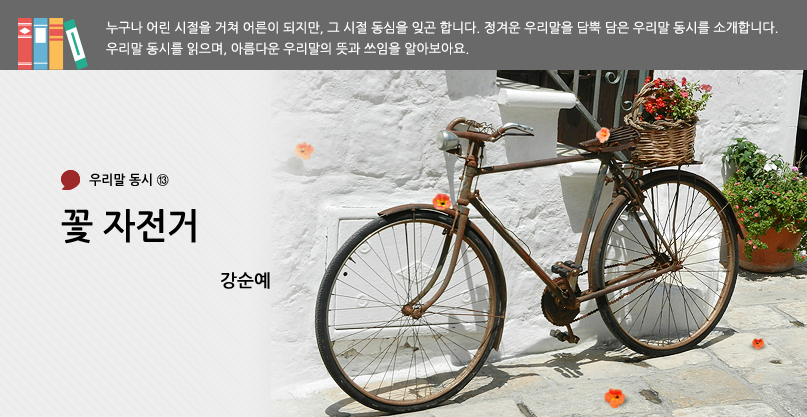 누구나 어린 시절을 거쳐 어른이 되지만, 그 시절 동심을 잊곤 합니다. 정겨운 우리말을 담뿍 담은 우리말 동시를 소개합니다.
우리말 동시를 읽으며, 아름다운 우리말의 뜻과 쓰임을 알아보아요.
우리말 동시 ⑬
꽃 자전거
강순예